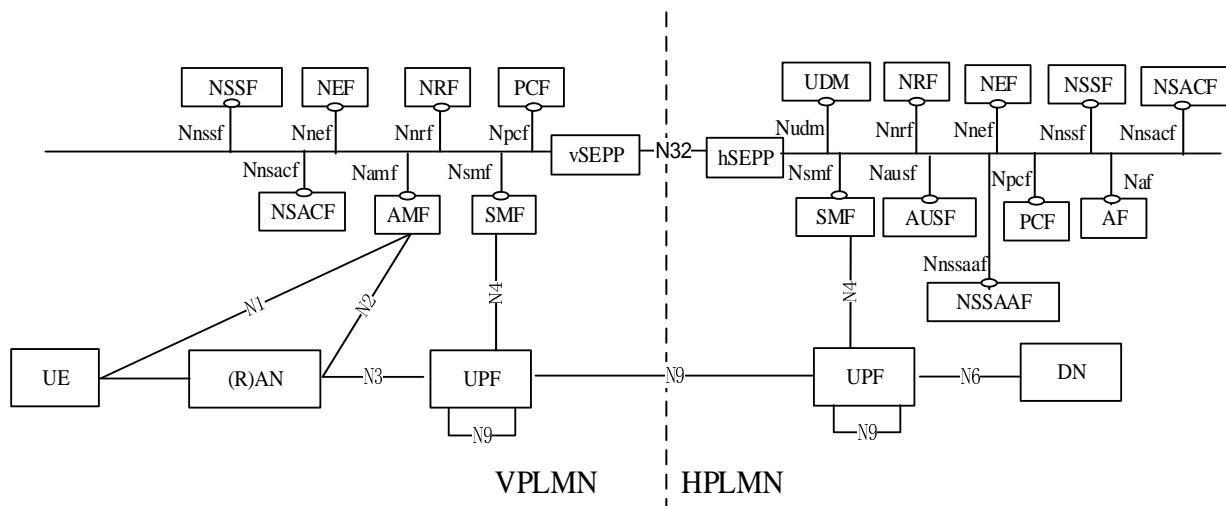 NSSF NEF NRF PCF UDM NRF NEF NSSF NSACF
Nnssf Nnef Nnrf Npcf Nudm Nnrf Nnef Nnssf Nnsacf
vSEPP N32 hSEPP
Nnsacf Namf Nsmf Nsmf Nausf Npcf Naf
NSACF AMF SMF SMF AUSF PCF AF
Nnssaaf
N1 N2 N4 N4 NSSAAF
UE (R)AN N3 UPF N9 UPF N6 DN
N9 N9
VPLMN HPLMN